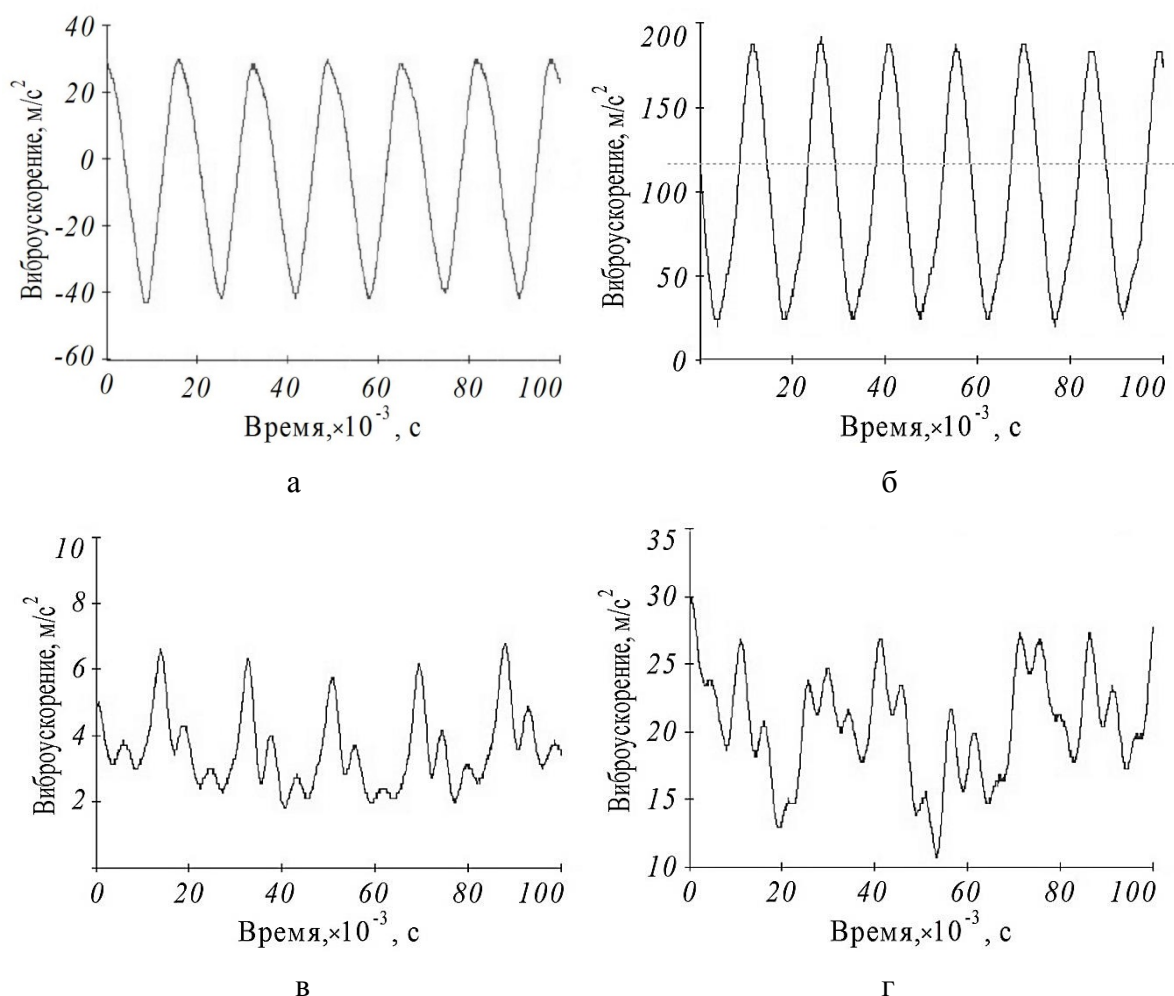 40
20
0
-20
-40
-60
Виброускорение, м/с²
0 20 40 60 80 100
Время,×10⁻³, с
а
200
150
100
50
0
Виброускорение, м/с²
20 40 60 80 100
Время,×10⁻³, с
б
10
8
6
4
2
Виброускорение, м/с²
0 20 40 60 80 100
Время,×10⁻³, с
в
35
30
25
20
15
10
Виброускорение, м/с²
0 20 40 60 80 100
Время,×10⁻³, с
г